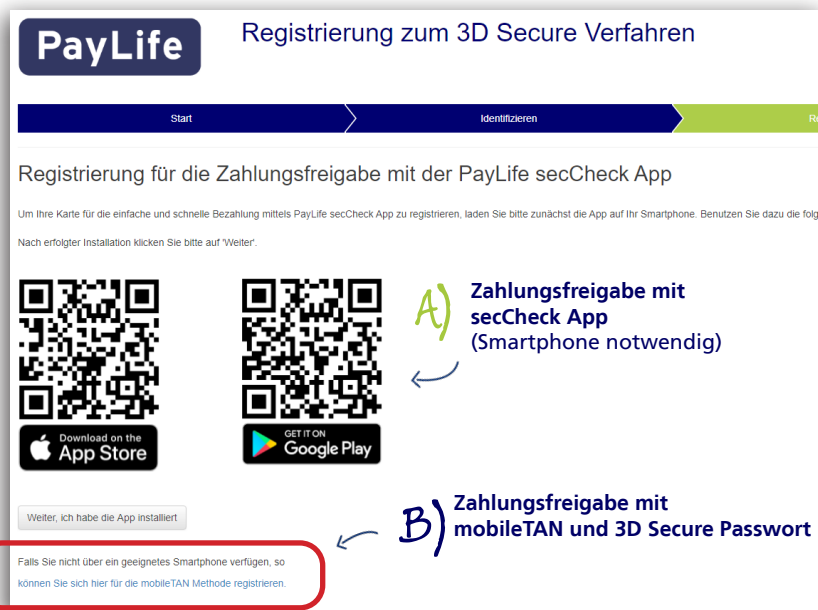 PayLife
Registrierung zum 3D Secure Verfahren
Start
Identifizieren
Registrierung für die Zahlungsfreigabe mit der PayLife secCheck App
Um Ihre Karte für die einfache und schnelle Bezahlung mittels PayLife secCheck App zu registrieren, laden Sie bitte zunächst die App auf Ihr Smartphone. Benutzen Sie dazu die
Nach erfolgter Installation klicken Sie bitte auf 'Weiter'.
A)
Zahlungsfreigabe mit
secCheck App
(Smartphone notwendig)
Download on the
App Store
GET IT ON
Google Play
Weiter, ich habe die App installiert
B)
Zahlungsfreigabe mit
mobileTAN und 3D Secure Passwort
Falls Sie nicht über ein geeignetes Smartphone verfügen, so
können Sie sich hier für die mobileTAN Methode registrieren.